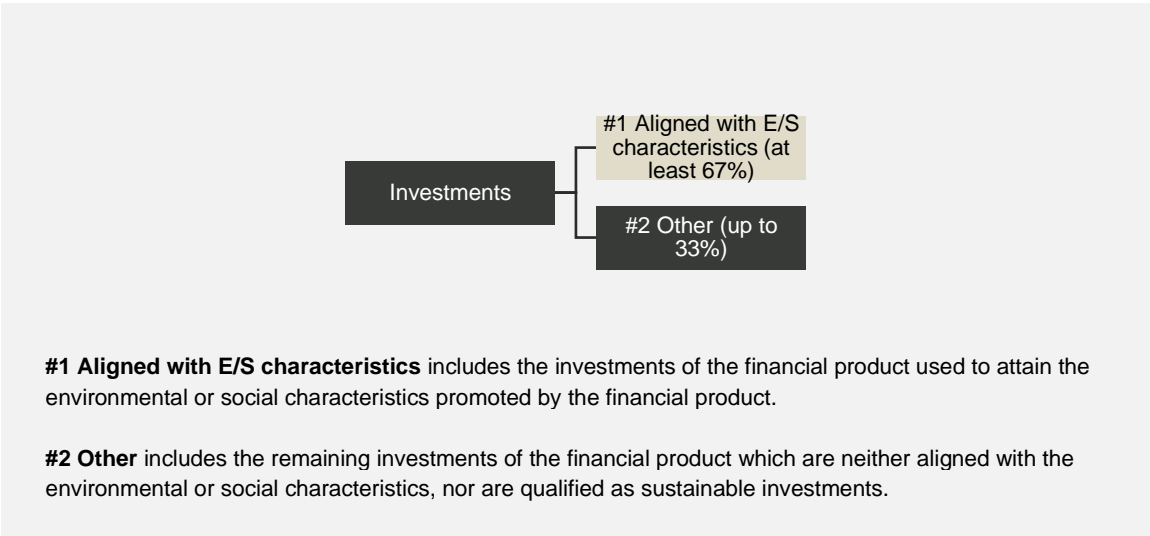 #1 Aligned with E/S
characteristics (at
least 67%)
Investments
#2 Other (up to
33%)
#1 Aligned with E/S characteristics includes the investments of the financial product used to attain the
environmental or social characteristics promoted by the financial product.
#2 Other includes the remaining investments of the financial product which are neither aligned with the
environmental or social characteristics, nor are qualified as sustainable investments.